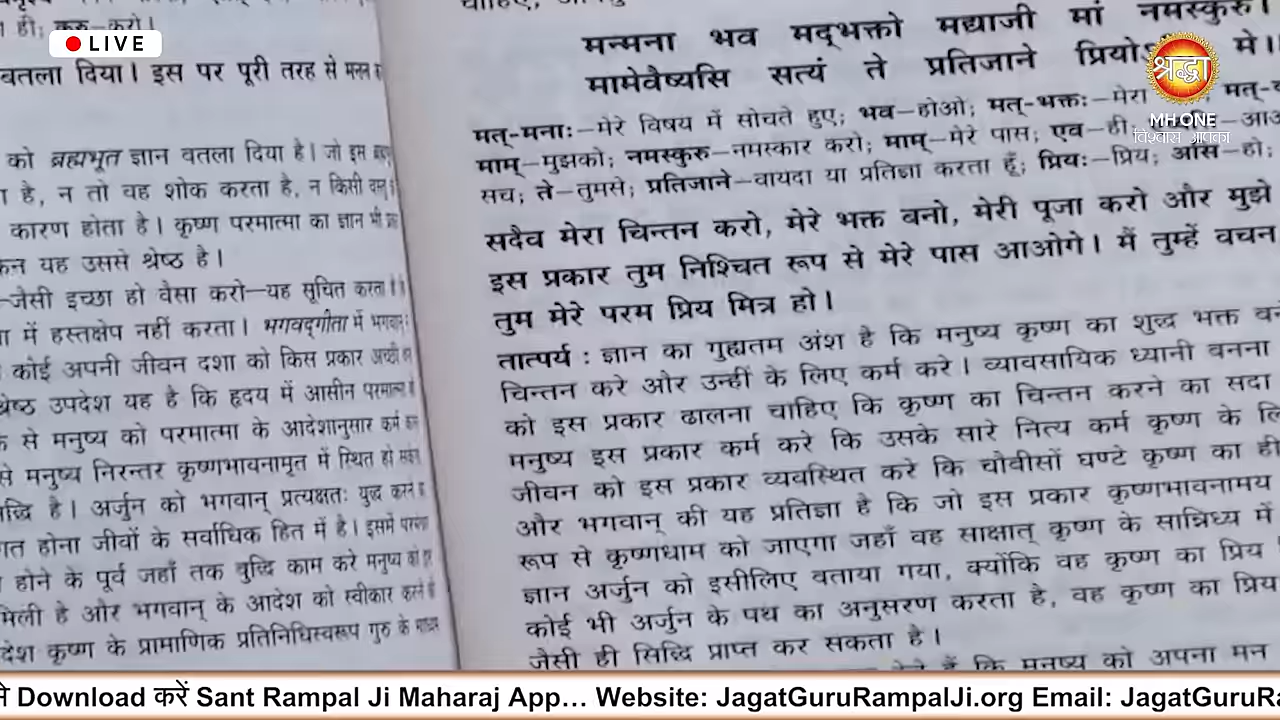 LIVE
ही; कुरु–करो।
बतला दिया। इस पर पूरी तरह से मनन
को ब्रह्मभूत ज्ञान बतला दिया है। जो इस
है, न तो वह शोक करता है, न किसी
कारण होता है। कृष्ण परमात्मा का ज्ञान भी
यह उससे श्रेष्ठ है।
–जैसी इच्छा हो वैसा करो–यह सूचित करता है।
में हस्तक्षेप नहीं करता। भगवद्गीता में
कोई अपनी जीवन दशा को किस प्रकार
उपदेश यह है कि हृदय में आसीन परमात्मा
से मनुष्य को परमात्मा के आदेशानुसार कर्म
से मनुष्य निरन्तर कृष्णभावनामृत में स्थित हो
है। अर्जुन को भगवान् प्रत्यक्षतः युद्ध करने
होना जीवों के सर्वाधिक हित में है। इसमें
होने के पूर्व जहाँ तक बुद्धि काम करे मनुष्य को
मिली है और भगवान् के आदेश को स्वीकार करने
कृष्ण के प्रामाणिक प्रतिनिधिस्वरूप गुरु के
मन्मना भव मद्भक्तो मद्याजी मां नमस्कुरु।
मामेवैष्यसि सत्यं ते प्रतिजाने मे।।
मत्-मनाः–मेरे विषय में सोचते हुए; भव–होओ; मत्-भक्तः–मेरा
माम्–मुझको; नमस्कुरु–नमस्कार करो; माम्–मेरे पास; एव–ही
सच; ते–तुमसे; प्रतिजाने–वायदा या प्रतिज्ञा करता हूँ; प्रियः–प्रिय; असि–हो;
सदैव मेरा चिन्तन करो, मेरे भक्त बनो, मेरी पूजा करो और मुझे
इस प्रकार तुम निश्चित रूप से मेरे पास आओगे। मैं तुम्हें वचन
तुम मेरे परम प्रिय मित्र हो।
तात्पर्य : ज्ञान का गुह्यतम अंश है कि मनुष्य कृष्ण का शुद्ध भक्त
चिन्तन करे और उन्हीं के लिए कर्म करे। व्यावसायिक ध्यानी बनना
को इस प्रकार ढालना चाहिए कि कृष्ण का चिन्तन करने का सदा
मनुष्य इस प्रकार कर्म करे कि उसके सारे नित्य कर्म कृष्ण के
जीवन को इस प्रकार व्यवस्थित करे कि चौबीसों घण्टे कृष्ण का ही
और भगवान् की यह प्रतिज्ञा है कि जो इस प्रकार कृष्णभावनामय
रूप से कृष्णधाम को जाएगा जहाँ वह साक्षात् कृष्ण के सान्निध्य में
ज्ञान अर्जुन को इसीलिए बताया गया, क्योंकि वह कृष्ण का प्रिय
कोई भी अर्जुन के पथ का अनुसरण करता है, वह कृष्ण का प्रिय
जैसी ही सिद्धि प्राप्त कर सकता है।
कि मनुष्य को अपना मन
श्रद्धा
MH ONE
विश्वास आपका
से Download करें Sant Rampal Ji Maharaj App... Website: JagatGuruRampalJi.org Email: JagatGuruRa